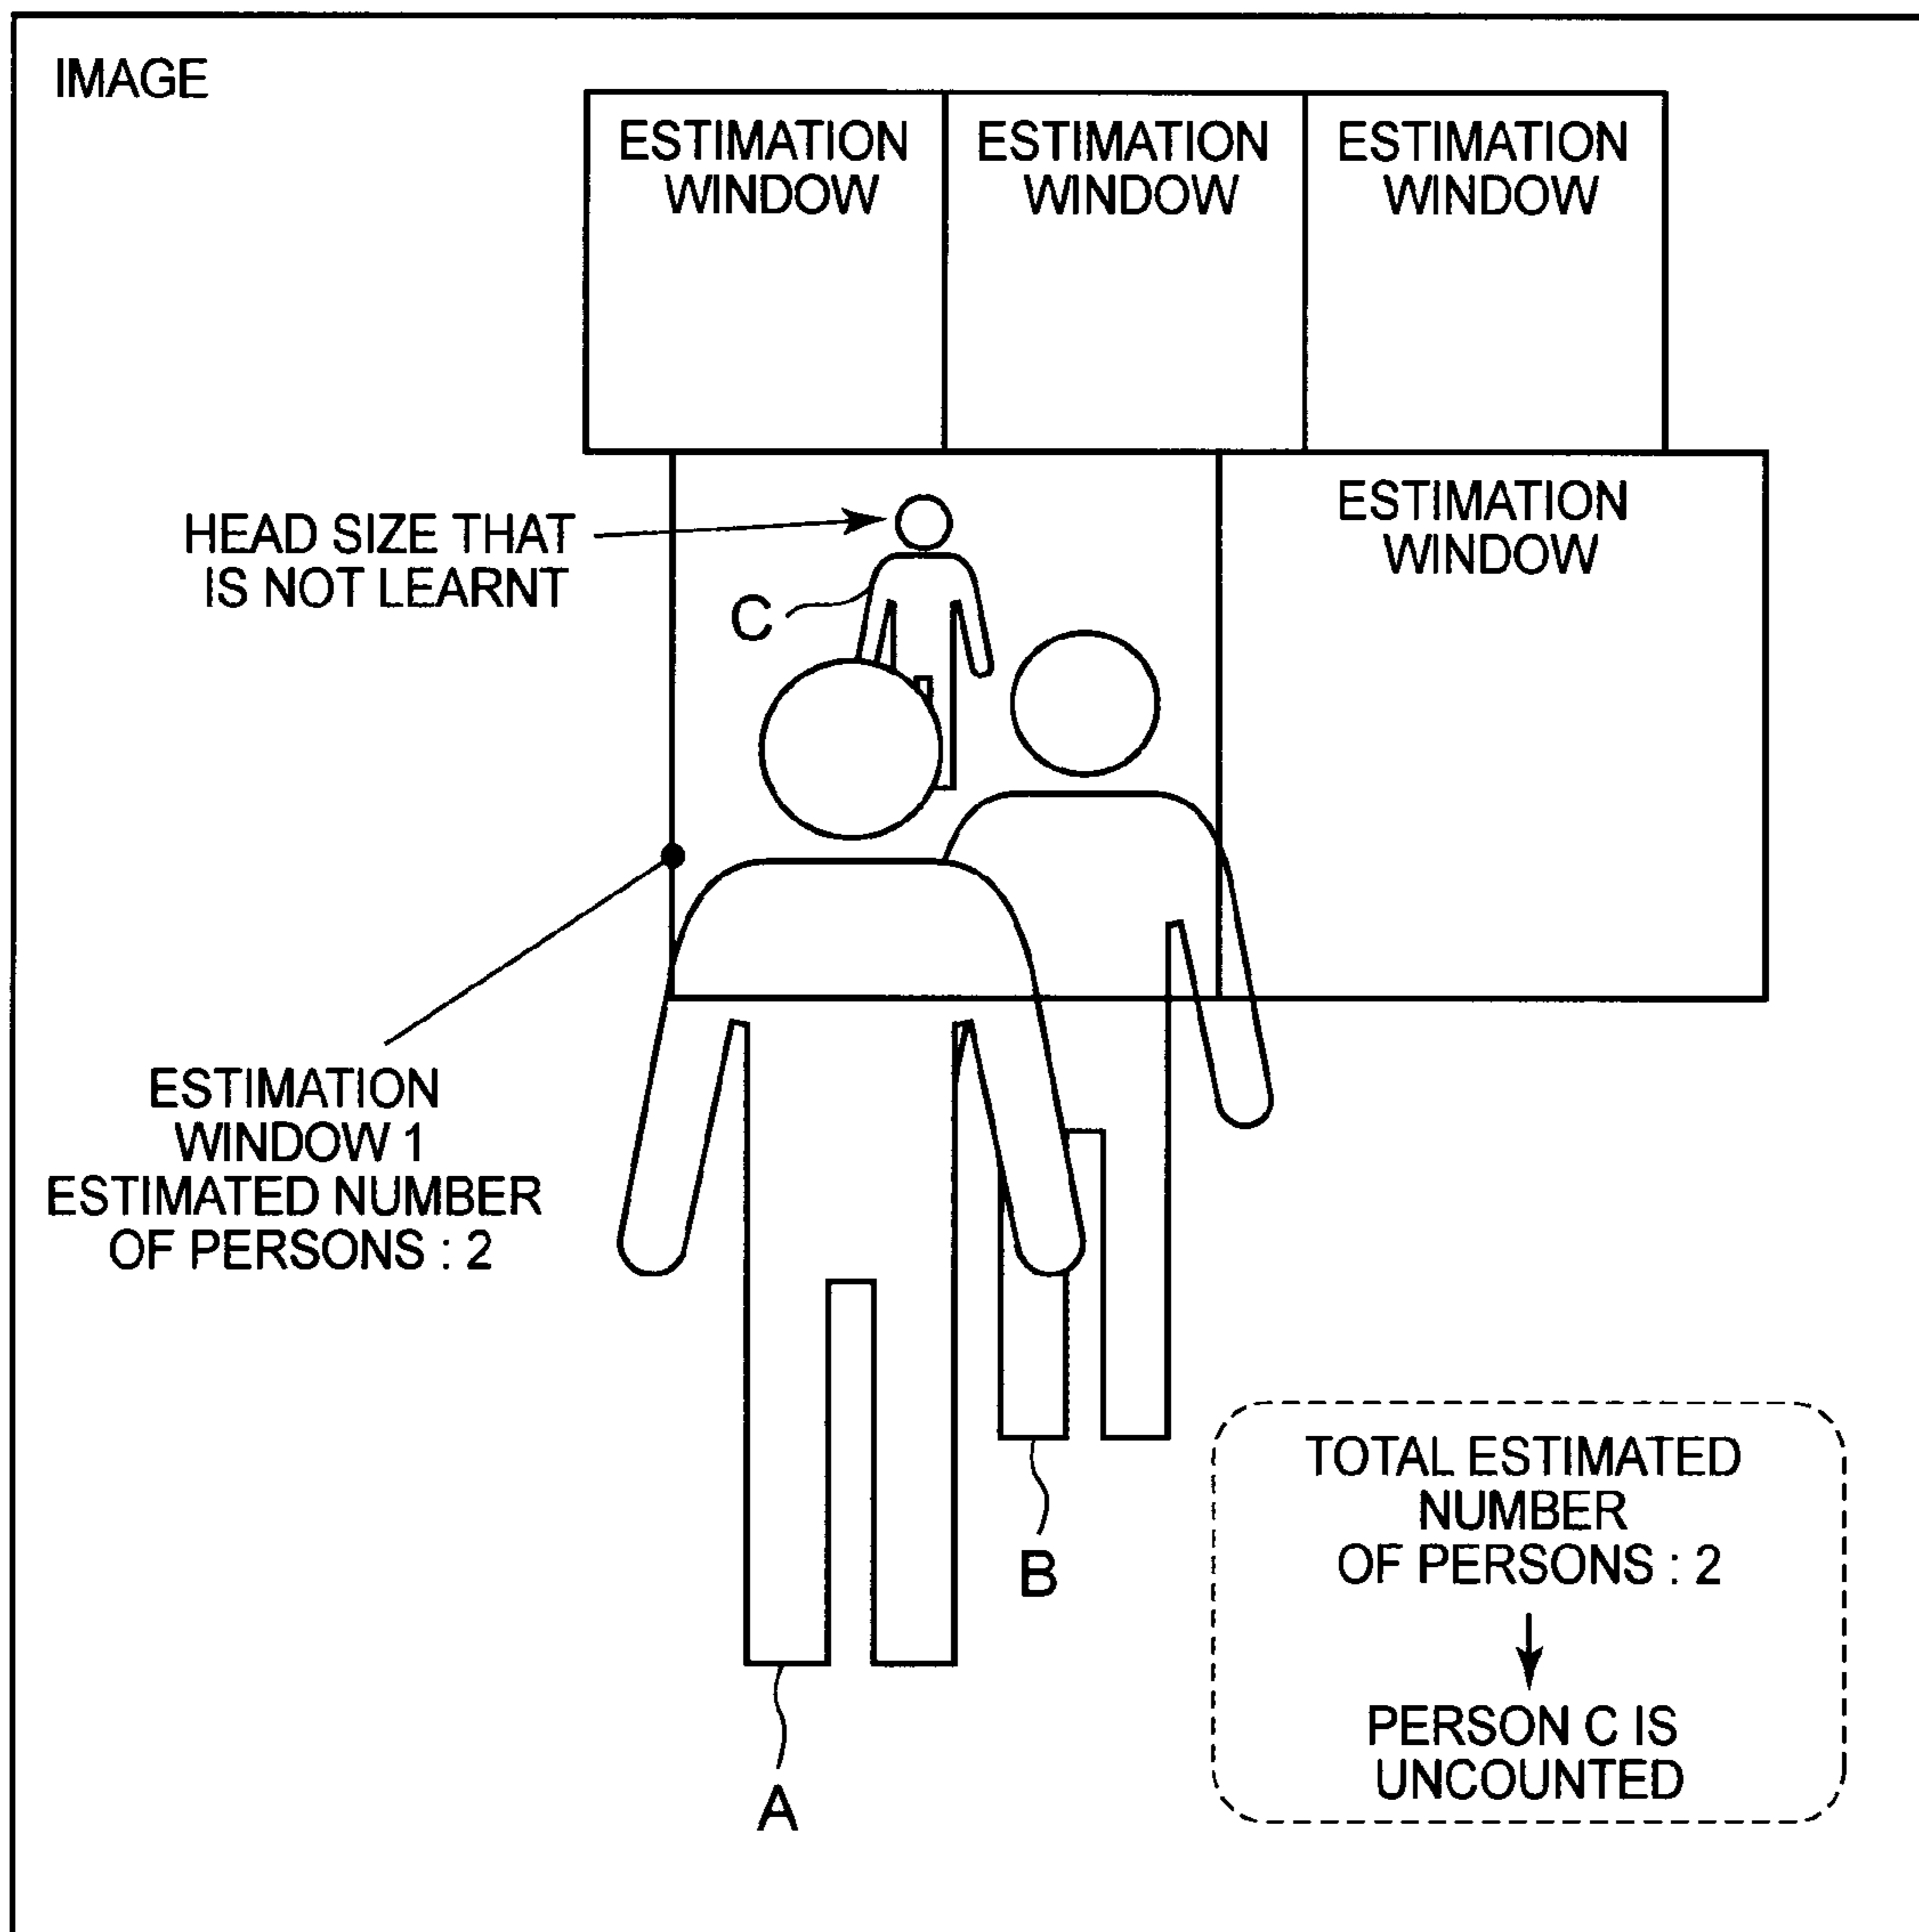 IMAGE
ESTIMATION
WINDOW
ESTIMATION
WINDOW
ESTIMATION
WINDOW
ESTIMATION
WINDOW
HEAD SIZE THAT
IS NOT LEARNT
C
ESTIMATION
WINDOW 1
ESTIMATED NUMBER
OF PERSONS : 2
B
A
TOTAL ESTIMATED
NUMBER
OF PERSONS : 2
PERSON C IS
UNCOUNTED